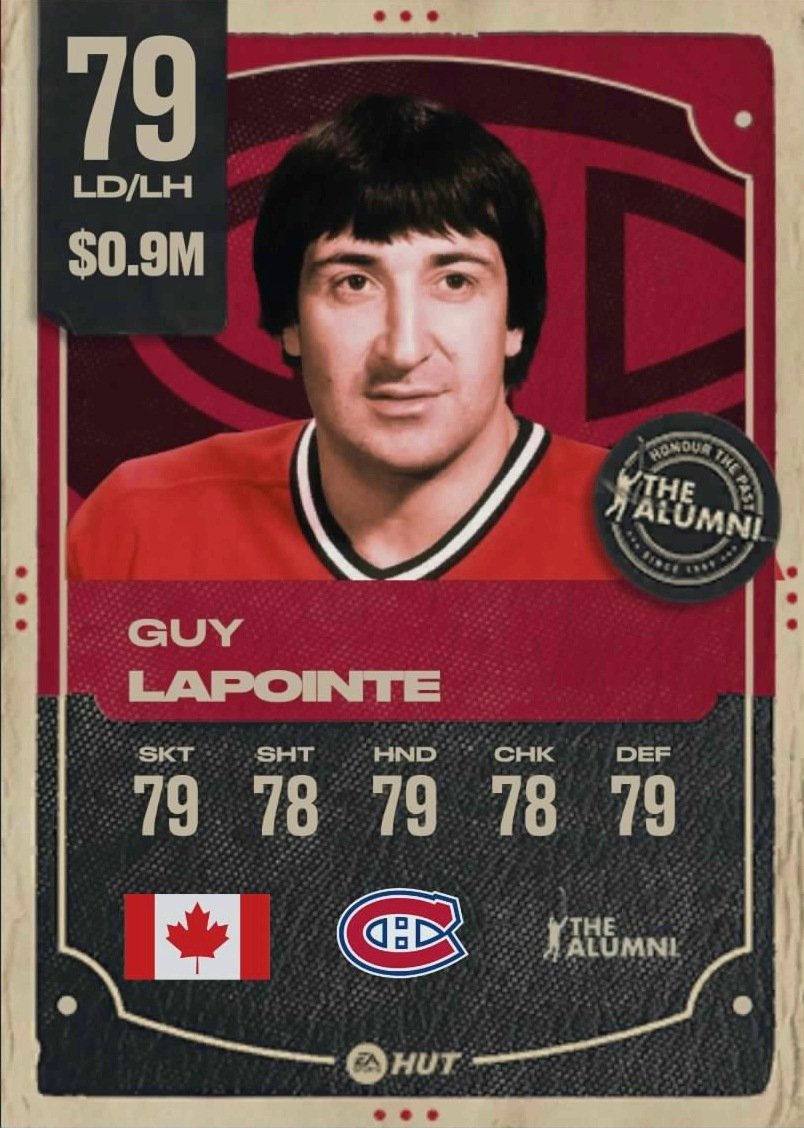 79
LD/LH
$0.9M
HONOUR THE PAST
THE
ALUMNI
GUY
LAPOINTE
SKT SHT HND CHK DEF
79 78 79 78 79
THE
ALUMNI
EA
HUT